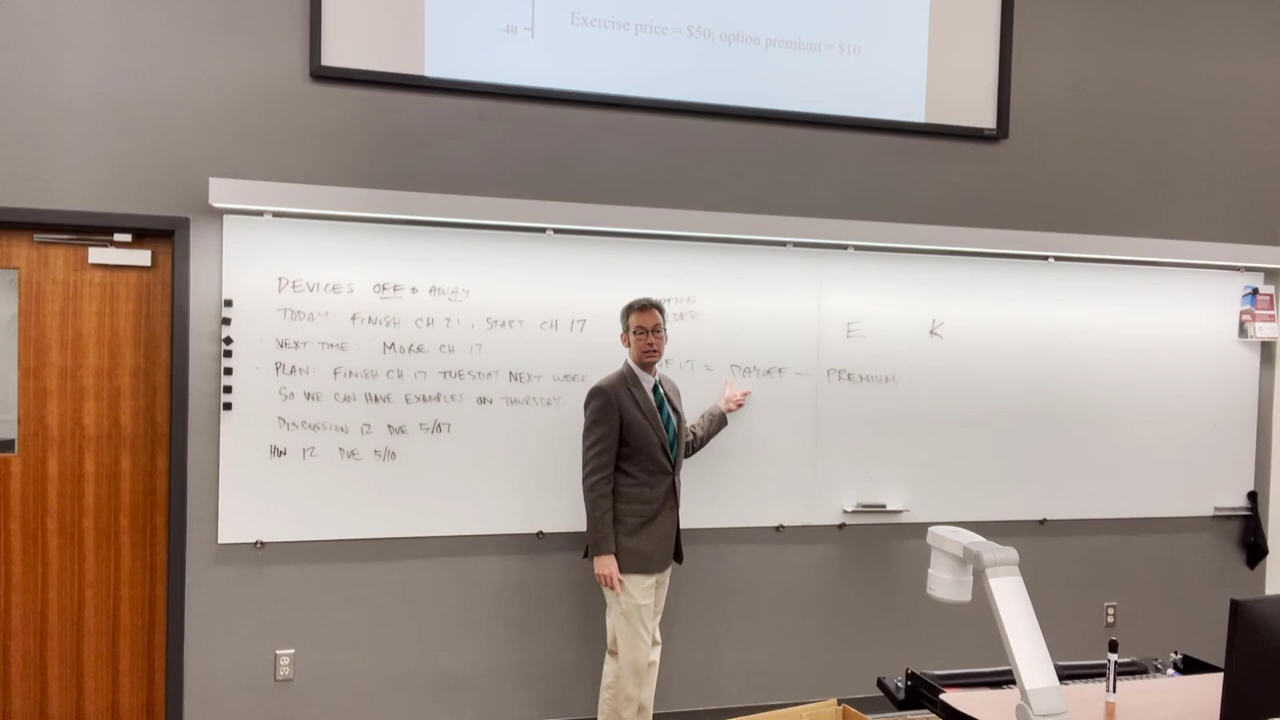 -40
Exercise price = $50; option premium = $10
DEVICES OFF & AWAY
TODAY FINISH CH 21, START CH 17
NEXT TIME: MORE CH 17
PLAN: FINISH CH 17 TUESDAY NEXT WEEK
SO WE CAN HAVE EXAMPLES ON THURSDAY
DISCUSSION 12 DUE 5/07
HW 12 DUE 5/10
E K
= PAYOFF - PREMIUM